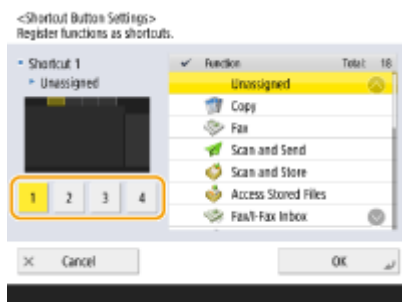 <Shortcut Button Settings>
Register functions as shortcuts.
Shortcut 1
Unassigned
1 2 3 4
✓ Function Total: 18
Unassigned
Copy
Fax
Scan and Send
Scan and Store
Access Stored Files
Fax/I-Fax Inbox
× Cancel
OK